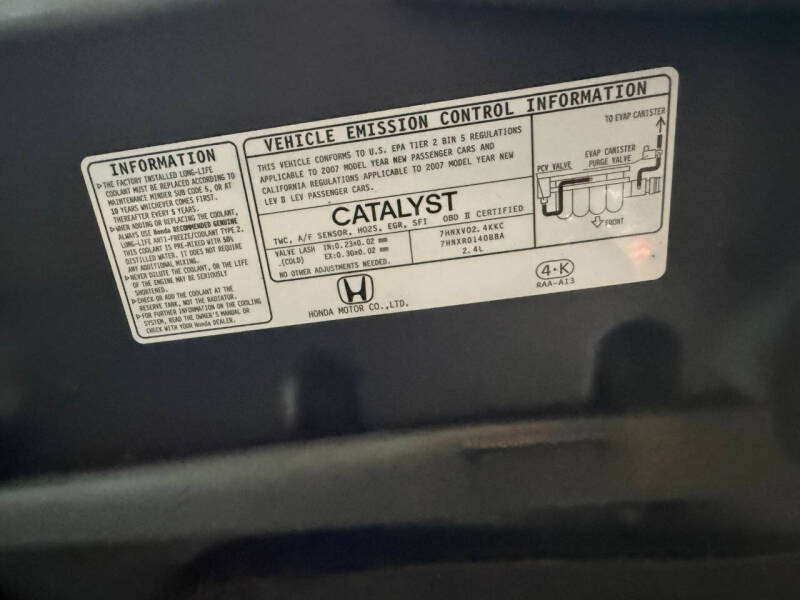 INFORMATION
THE FACTORY INSTALLED LONG-LIFE
COOLANT MUST BE REPLACED ACCORDING TO
MAINTENANCE MINDER SUB CODE 5, OR AT
10 YEARS WHICHEVER COMES FIRST.
THEREAFTER EVERY 5 YEARS.
WHEN ADDING OR REPLACING THE COOLANT,
ALWAYS USE Honda RECOMMENDED GENUINE
LONG-LIFE ANTI-FREEZE/COOLANT TYPE 2.
THIS COOLANT IS PRE-MIXED WITH 50%
DISTILLED WATER. IT DOES NOT NEED
ANY ADDITIONAL MIXING.
NEVER DILUTE THE COOLANT, OR THE LIFE
OF THE ENGINE MAY BE SERIOUSLY
SHORTENED.
CHECK OR ADD THE COOLANT AT THE
RESERVE TANK, NOT THE RADIATOR.
FOR FURTHER INFORMATION ON THE COOLING
SYSTEM, READ THE OWNER'S MANUAL OR
CHECK WITH YOUR Honda DEALER.
VEHICLE EMISSION CONTROL INFORMATION
THIS VEHICLE CONFORMS TO U.S. EPA TIER 2 BIN 5 REGULATIONS
APPLICABLE TO 2007 MODEL YEAR NEW PASSENGER CARS AND
CALIFORNIA REGULATIONS APPLICABLE TO 2007 MODEL YEAR NEW
LEV II LEV PASSENGER CARS.
CATALYST
TWC, A/F SENSOR, HO2S, EGR, SFI OBD II CERTIFIED
VALVE LASH IN:0.23±0.02 mm 7HNXV02.4KKC
(COLD) EX:0.30±0.02 mm 7HNXR0140BBA
NO OTHER ADJUSTMENTS NEEDED. 2.4L
TO EVAP CANISTER
EVAP CANISTER
PURGE VALVE
PCV VALVE
FRONT
HONDA MOTOR CO.,LTD.
4-K
RAA-A13